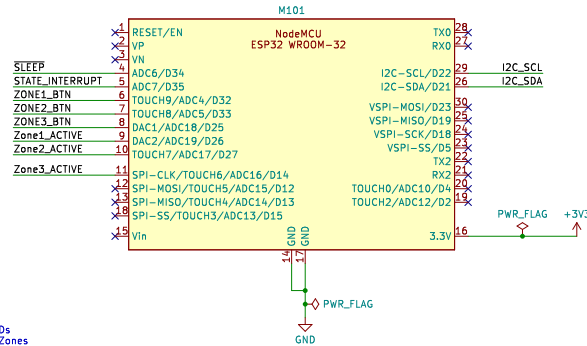 M101
NodeMCU
ESP32 WROOM-32
1 RESET/EN
2 VP
3 VN
SLEEP 4 ADC6/D34
STATE_INTERRUPT 5 ADC7/D35
ZONE1_BTN 6 TOUCH9/ADC4/D32
ZONE2_BTN 7 TOUCH8/ADC5/D33
ZONE3_BTN 8 DAC1/ADC18/D25
Zone1_ACTIVE 9 DAC2/ADC19/D26
Zone2_ACTIVE 10 TOUCH7/ADC17/D27
Zone3_ACTIVE 11 SPI-CLK/TOUCH6/ADC16/D14
12 SPI-MOSI/TOUCH5/ADC15/D12
13 SPI-MISO/TOUCH4/ADC14/D13
18 SPI-SS/TOUCH3/ADC13/D15
15 Vin
TX0 28
RX0 27
I2C-SCL/D22 29 I2C_SCL
I2C-SDA/D21 26 I2C_SDA
VSPI-MOSI/D23 30
VSPI-MISO/D19 25
VSPI-SCK/D18 24
VSPI-SS/D5 23
TX2 22
RX2 21
TOUCH0/ADC10/D4 20
TOUCH2/ADC12/D2 19
3.3V 16
PWR_FLAG
+3V3
GND 14
GND 17
PWR_FLAG
GND
Ds
Zones